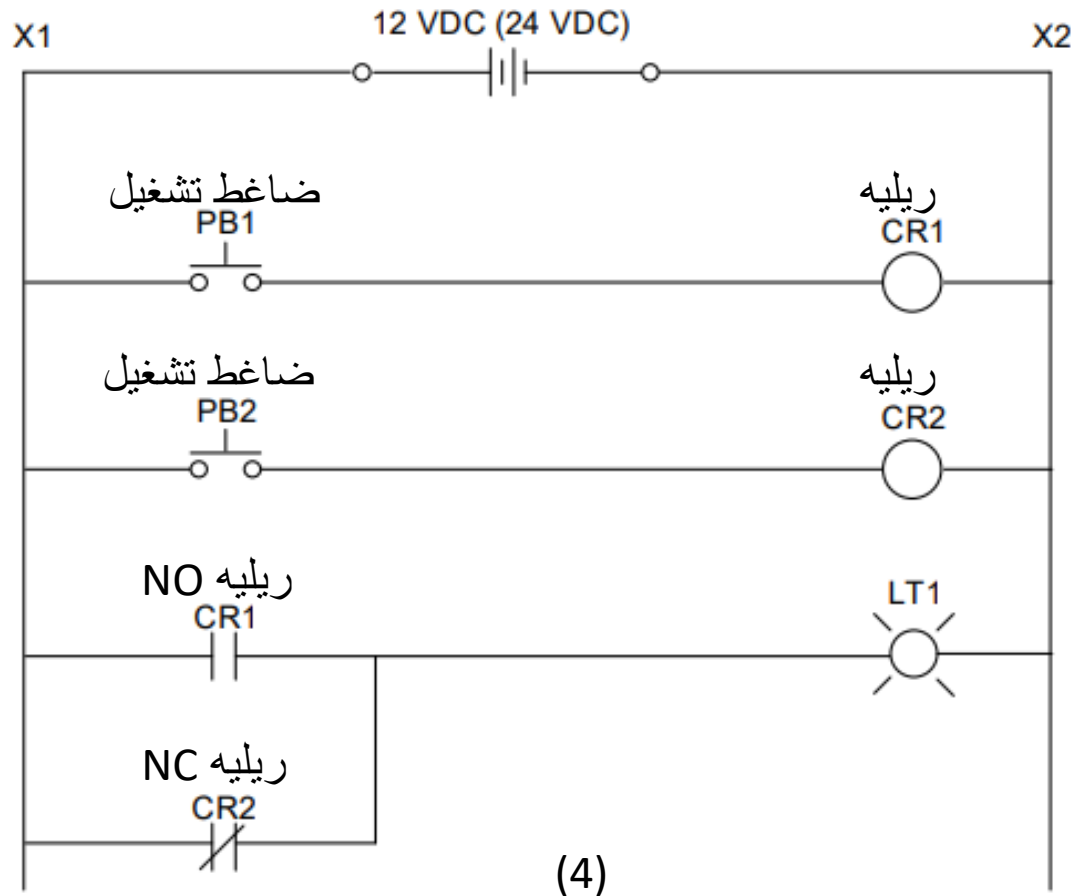 12 VDC (24 VDC)
X1
X2
ضاغط تشغيل
PB1
ريليه
CR1
ضاغط تشغيل
PB2
ريليه
CR2
ريليه NO
CR1
LT1
ريليه NC
CR2
(4)